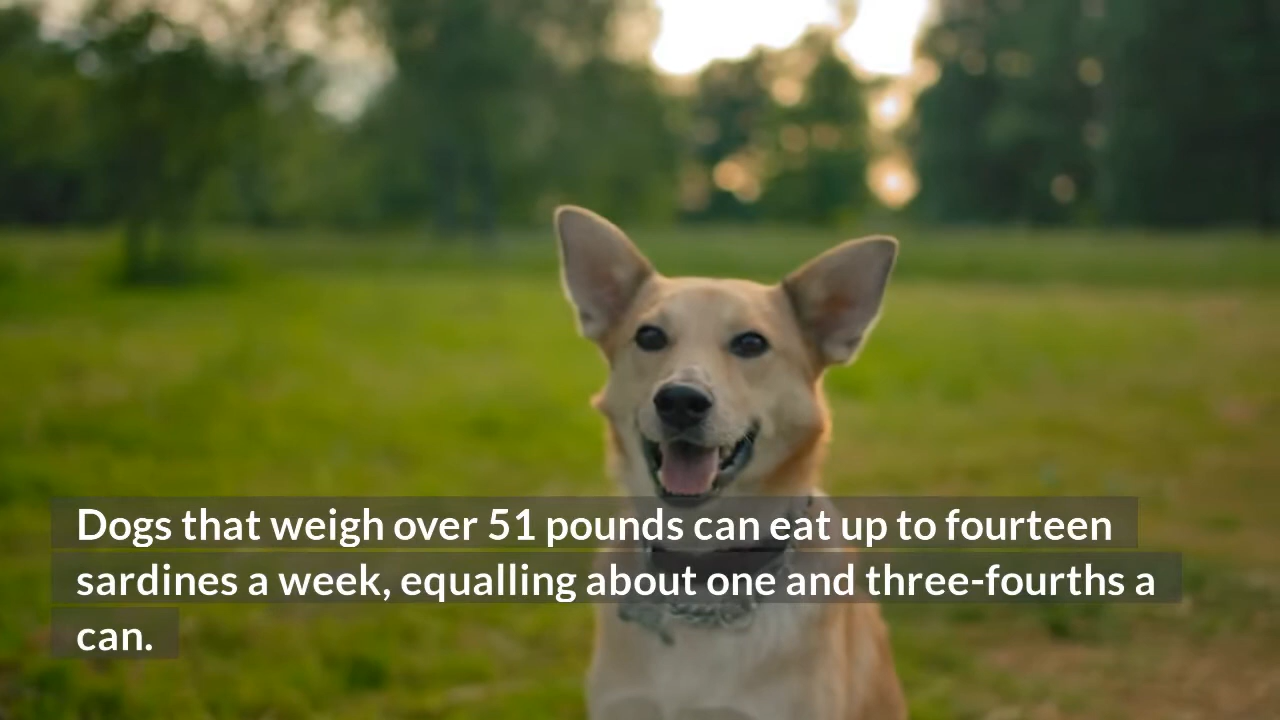 Dogs that weigh over 51 pounds can eat up to fourteen
sardines a week, equalling about one and three-fourths a
can.